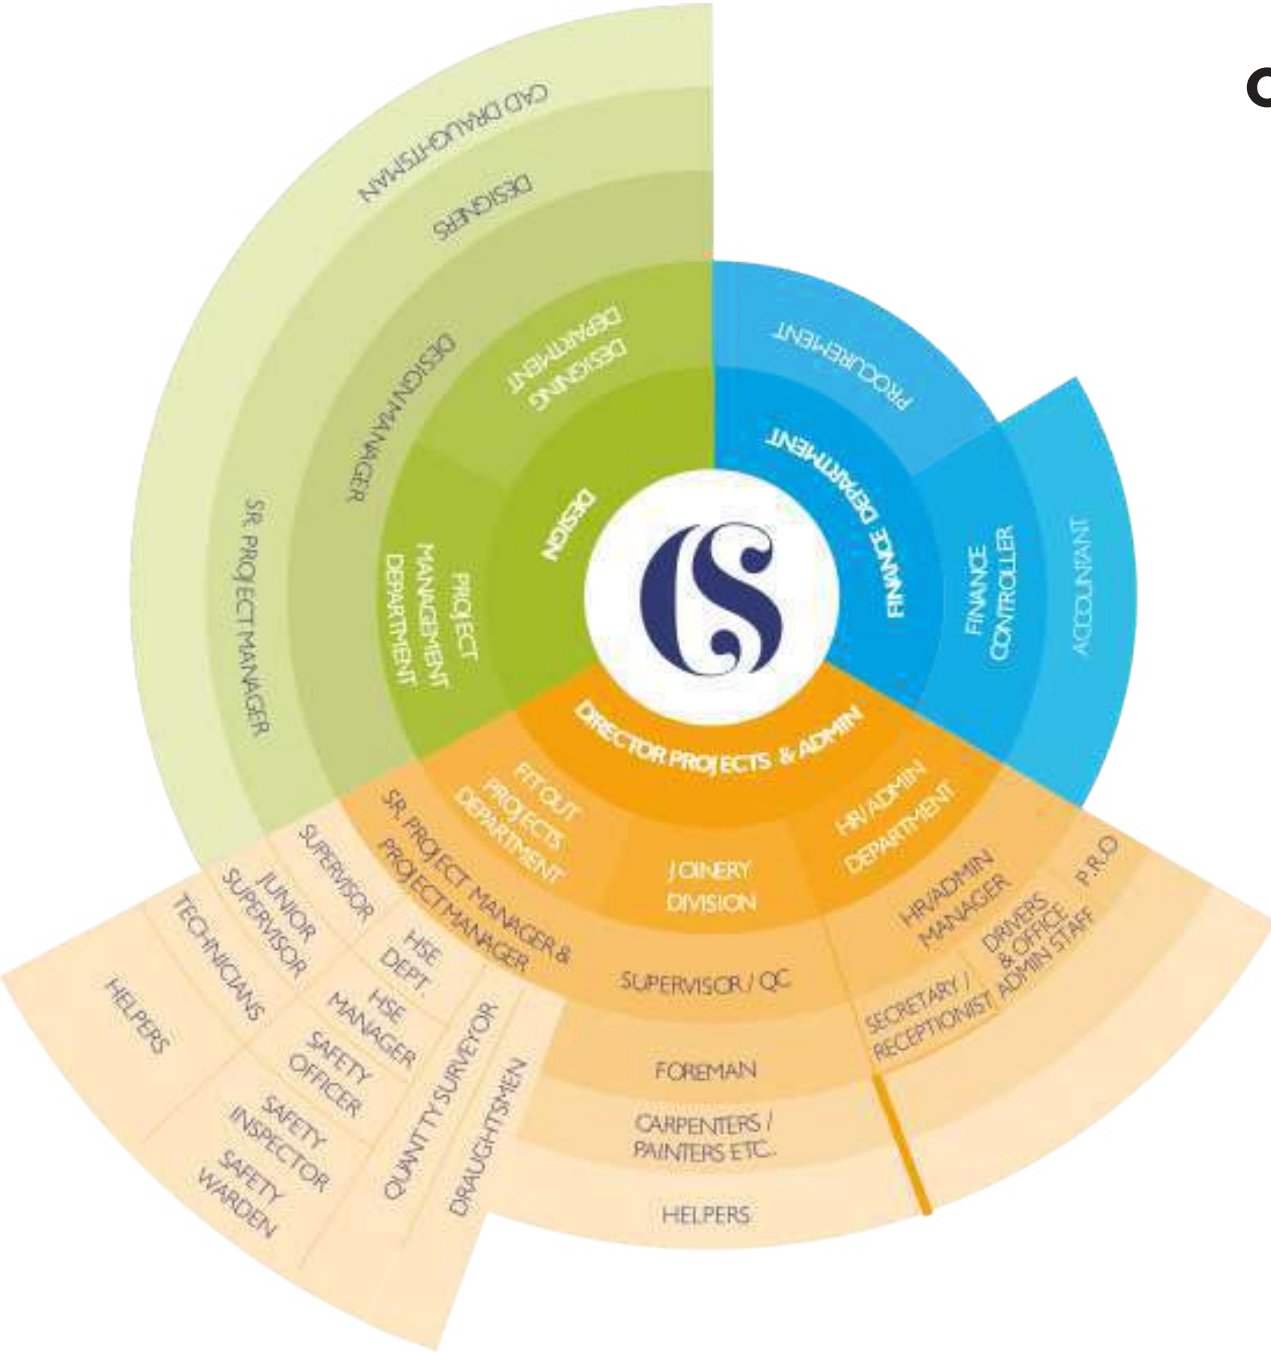 CAD DRAUGHTSMAN
DESIGNERS
DESIGN MANAGER
SR. PROJECT MANAGER
DESIGNING
DEPARTMENT
PROJECT
MANAGEMENT
DEPARTMENT
DESIGN
PROCUREMENT
FINANCE DEPARTMENT
FINANCE
CONTROLLER
ACCOUNTANT
DIRECTOR PROJECTS & ADMIN
FIT OUT
PROJECTS
DEPARTMENT
JOINERY
DIVISION
HR/ADMIN
DEPARTMENT
SR. PROJECT MANAGER &
PROJECT MANAGER
SUPERVISOR
JUNIOR
SUPERVISOR
TECHNICIANS
HELPERS
HSE
DEPT.
HSE
MANAGER
SAFETY
OFFICER
SAFETY
INSPECTOR
SAFETY
WARDEN
QUANTITY SURVEYOR
DRAUGHTSMEN
SUPERVISOR / QC
FOREMAN
CARPENTERS /
PAINTERS ETC..
HELPERS
HR/ADMIN
MANAGER
SECRETARY /
RECEPTIONIST
DRIVERS
& OFFICE
ADMIN STAFF
P.R.O